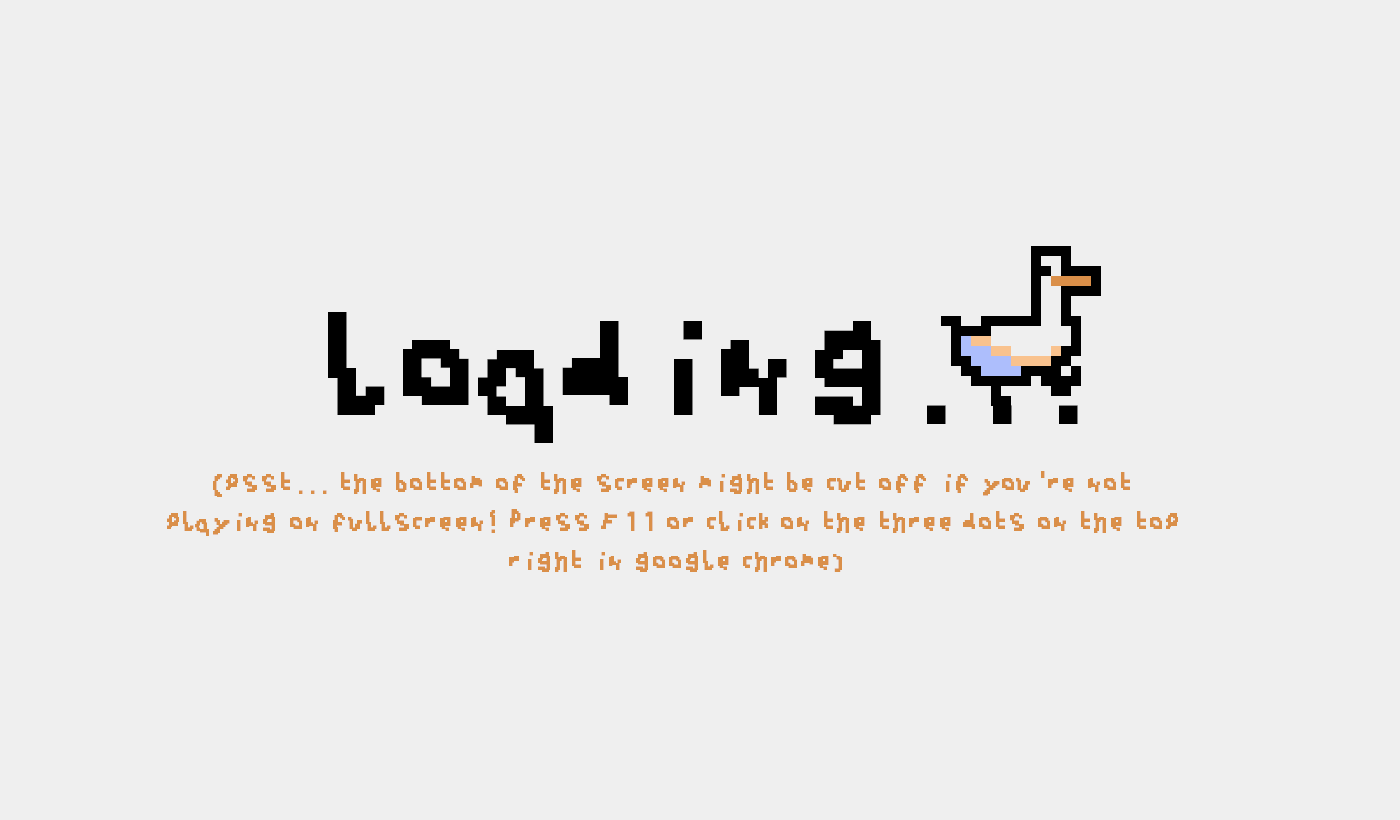 loading...
(psst... the bottom of the screen might be cut off if you're not
playing on fullscreen! Press F11 or click on the three dots on the top
right in google chrome)